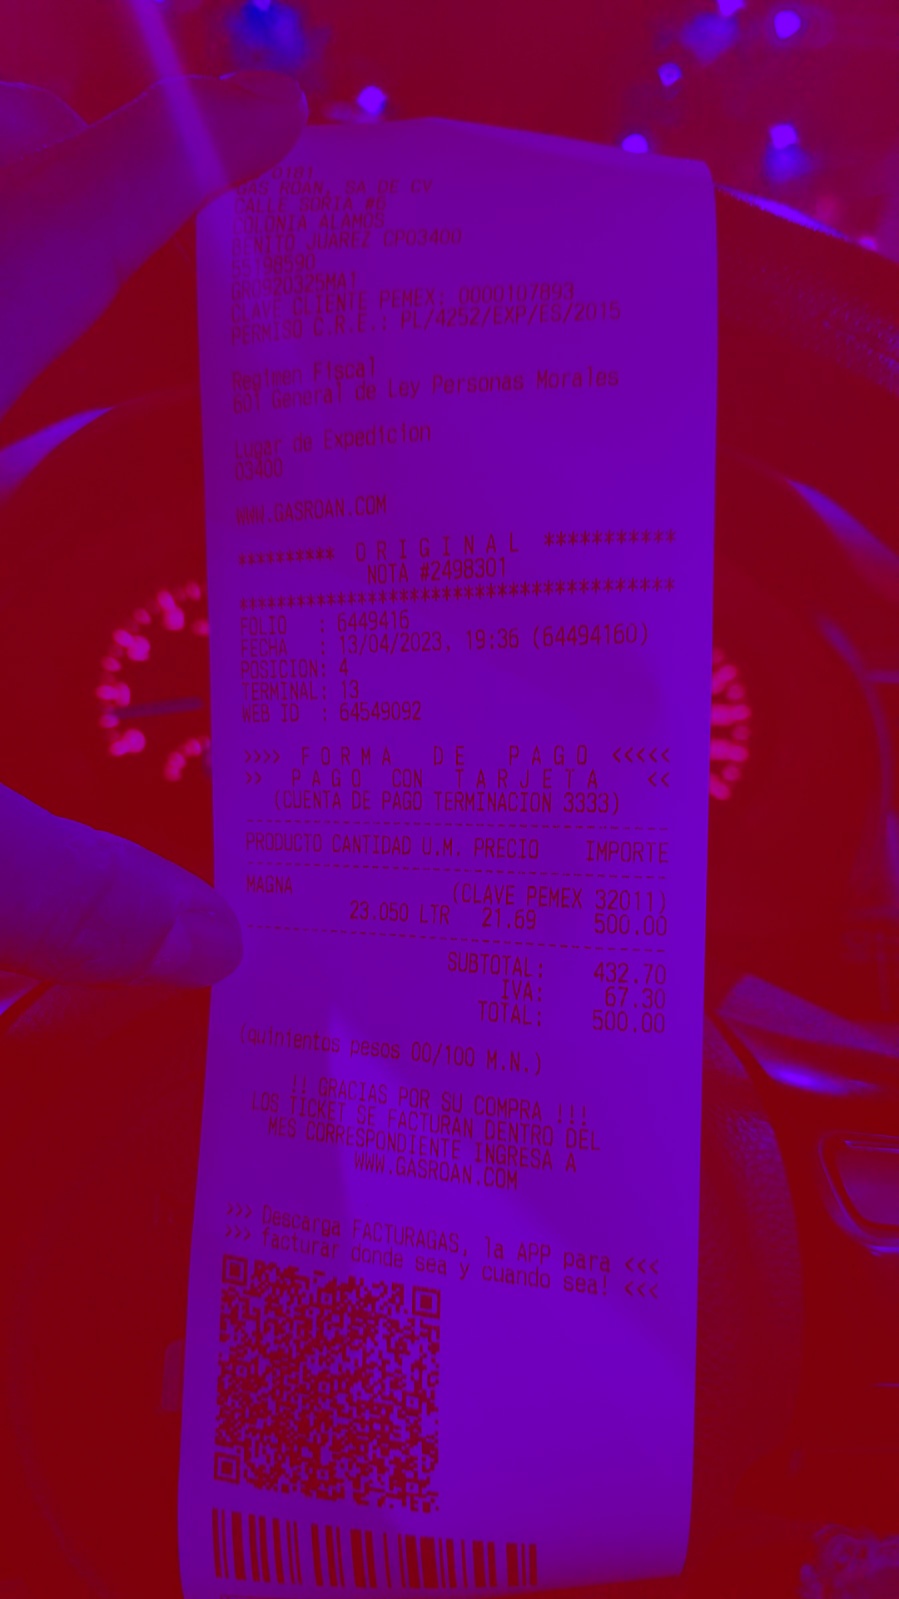 GAS ROAN, SA DE CV
CALLE SORIA #6
COLONIA ALAMOS
BENITO JUAREZ CP03400
GRO920325MA1
CLAVE CLIENTE PEMEX: 0000107893
PERMISO C.R.E.: PL/4252/EXP/ES/2015
Regimen Fiscal
601 General de Ley Personas Morales
Lugar de Expedicion
03400
WWW.GASROAN.COM
********** O R I G I N A L ***********
NOTA #2498301
**************************************
FOLIO : 6449416
FECHA : 13/04/2023, 19:36 (64494160)
POSICION: 4
TERMINAL: 13
WEB ID : 64549092
>>>> F O R M A D E P A G O <<<<<
>> P A G O CON T A R J E T A <<
(CUENTA DE PAGO TERMINACION 3333)
PRODUCTO CANTIDAD U.M. PRECIO IMPORTE
MAGNA (CLAVE PEMEX 32011)
23.050 LTR 21.69 500.00
SUBTOTAL: 432.70
IVA: 67.30
TOTAL: 500.00
(quinientos pesos 00/100 M.N.)
!! GRACIAS POR SU COMPRA !!!
LOS TICKET SE FACTURAN DENTRO DEL
MES CORRESPONDIENTE INGRESA A
WWW.GASROAN.COM
>>> Descarga FACTURAGAS, la APP para <<<
>>> facturar donde sea y cuando sea! <<<